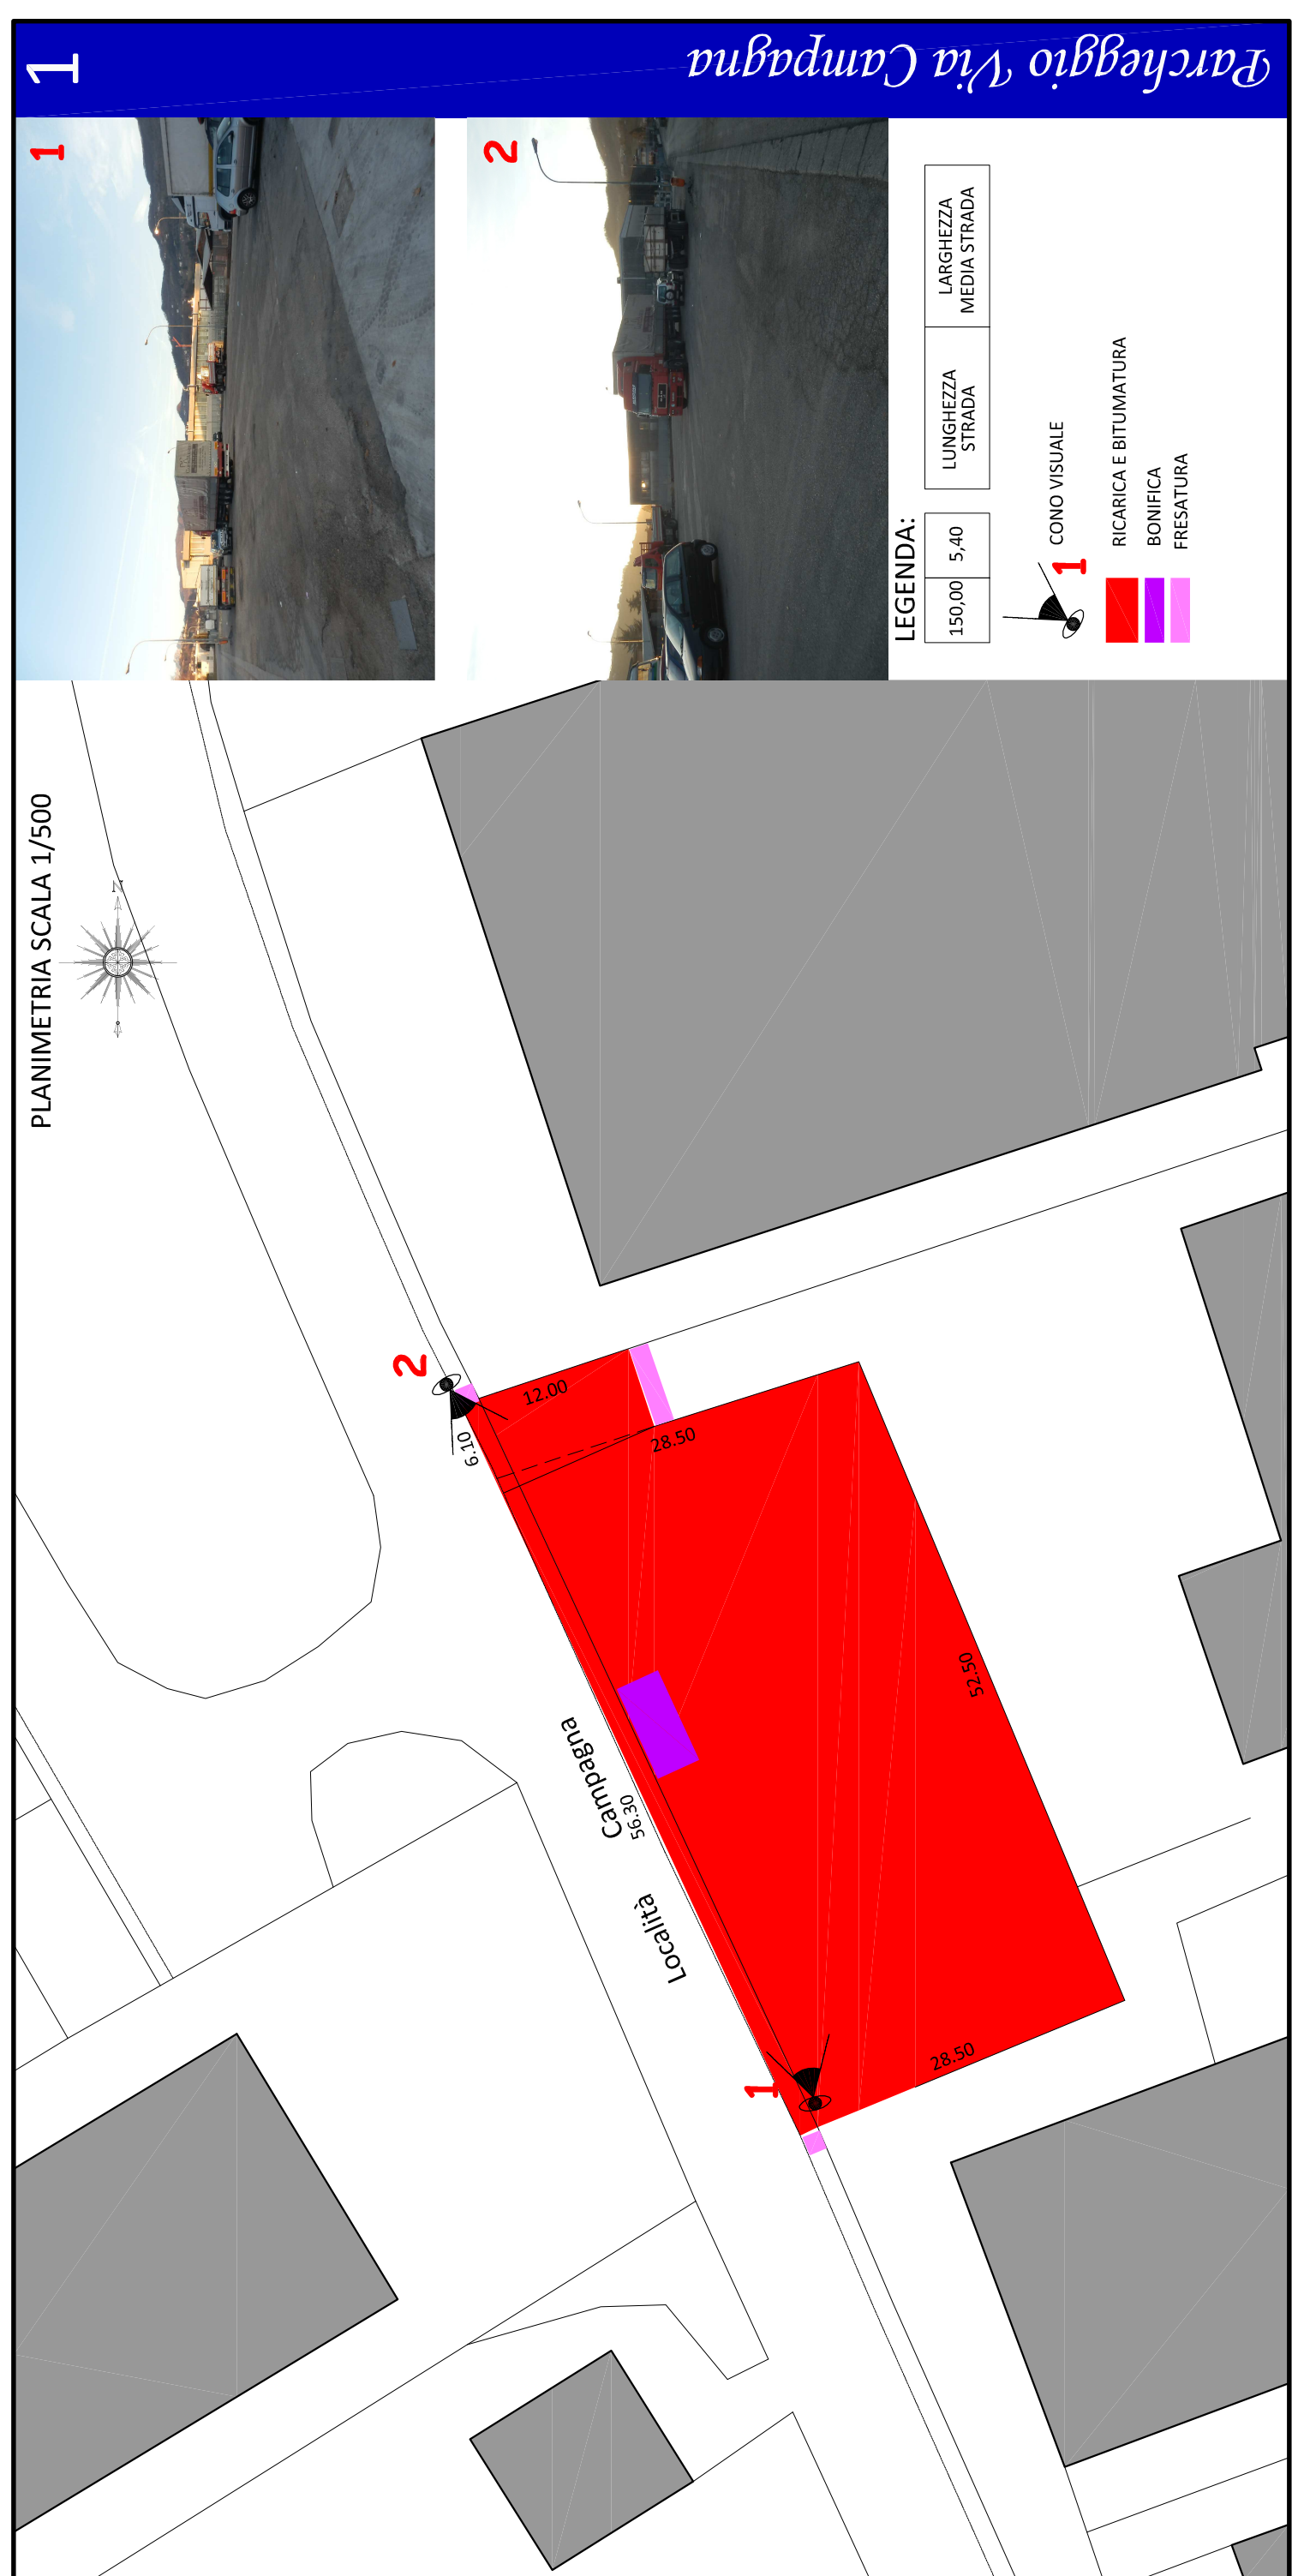 1
Parcheggio Via Campagna
1
2
LEGENDA:
150,00 5,40
LUNGHEZZA
STRADA
LARGHEZZA
MEDIA STRADA
1
CONO VISUALE
RICARICA E BITUMATURA
BONIFICA
FRESATURA
PLANIMETRIA SCALA 1/500
N
2
12.00
6.10
28.50
52.50
Località Campagna
56.30
1
28.50